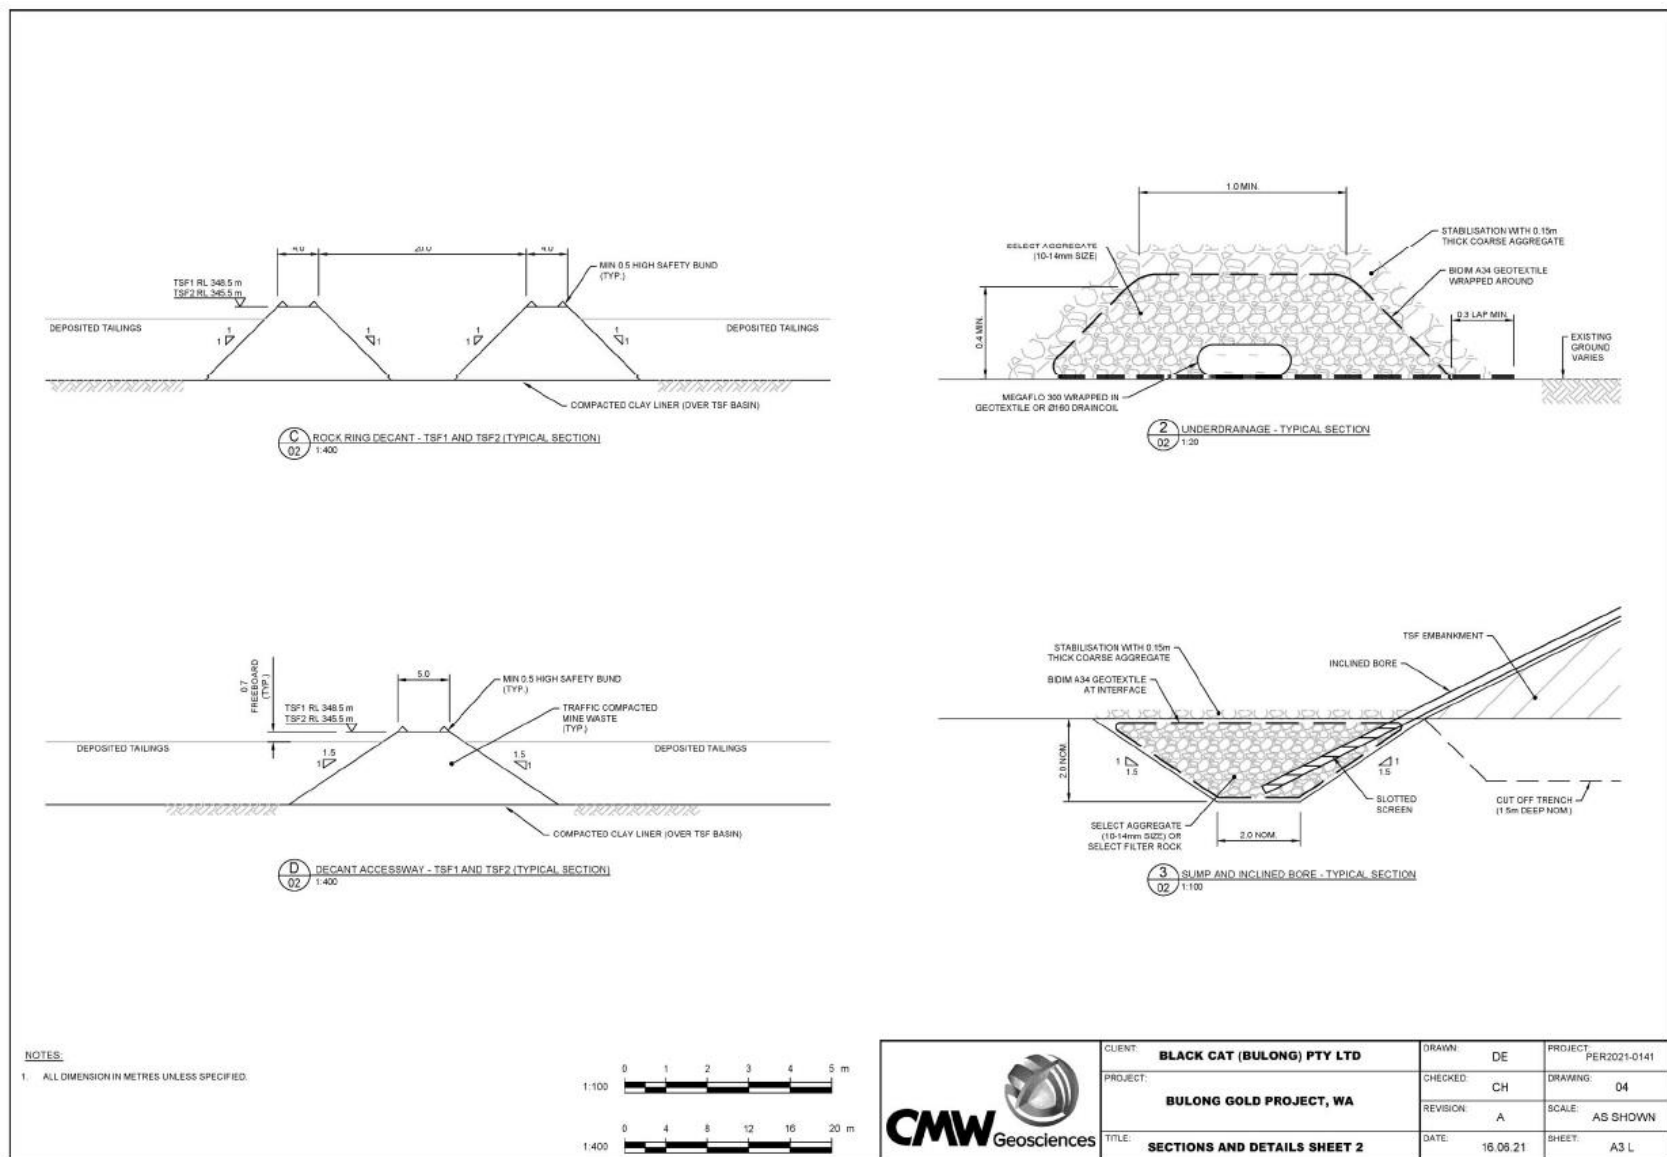 4.0
20.0
4.0
MIN 0.5 HIGH SAFETY BUND
(TYP.)
TSF1 RL 348.5 m
TSF2 RL 345.5 m
DEPOSITED TAILINGS
DEPOSITED TAILINGS
1
1
1
1
1
1
1
1
COMPACTED CLAY LINER (OVER TSF BASIN)
C
02
ROCK RING DECANT - TSF1 AND TSF2 (TYPICAL SECTION)
1:400
1.0 MIN.
SELECT AGGREGATE
(10-14mm SIZE)
STABILISATION WITH 0.15m
THICK COARSE AGGREGATE
BIDIM A34 GEOTEXTILE
WRAPPED AROUND
0.4 MIN.
0.3 LAP MIN.
EXISTING
GROUND
VARIES
MEGAFLO 300 WRAPPED IN
GEOTEXTILE OR Ø160 DRAINCOIL
2
02
UNDERDRAINAGE - TYPICAL SECTION
1:20
0.7
FREEBOARD
(TYP.)
5.0
MIN 0.5 HIGH SAFETY BUND
(TYP.)
TSF1 RL 348.5 m
TSF2 RL 345.5 m
TRAFFIC COMPACTED
MINE WASTE
(TYP.)
DEPOSITED TAILINGS
DEPOSITED TAILINGS
1.5
1
1.5
1
COMPACTED CLAY LINER (OVER TSF BASIN)
D
02
DECANT ACCESSWAY - TSF1 AND TSF2 (TYPICAL SECTION)
1:400
STABILISATION WITH 0.15m
THICK COARSE AGGREGATE
BIDIM A34 GEOTEXTILE
AT INTERFACE
TSF EMBANKMENT
INCLINED BORE
2.0 NOM.
1
1.5
1
1.5
SLOTTED
SCREEN
CUT OFF TRENCH
(1.5m DEEP NOM.)
SELECT AGGREGATE
(10-14mm SIZE) OR
SELECT FILTER ROCK
2.0 NOM.
3
02
SUMP AND INCLINED BORE - TYPICAL SECTION
1:100
NOTES:
1. ALL DIMENSION IN METRES UNLESS SPECIFIED.
1:100
0 1 2 3 4 5 m
1:400
0 4 8 12 16 20 m
CMW Geosciences
CLIENT: BLACK CAT (BULONG) PTY LTD
PROJECT: BULONG GOLD PROJECT, WA
TITLE: SECTIONS AND DETAILS SHEET 2
DRAWN: DE
CHECKED: CH
REVISION: A
DATE: 16.06.21
PROJECT: PER2021-0141
DRAWING: 04
SCALE: AS SHOWN
SHEET: A3 L